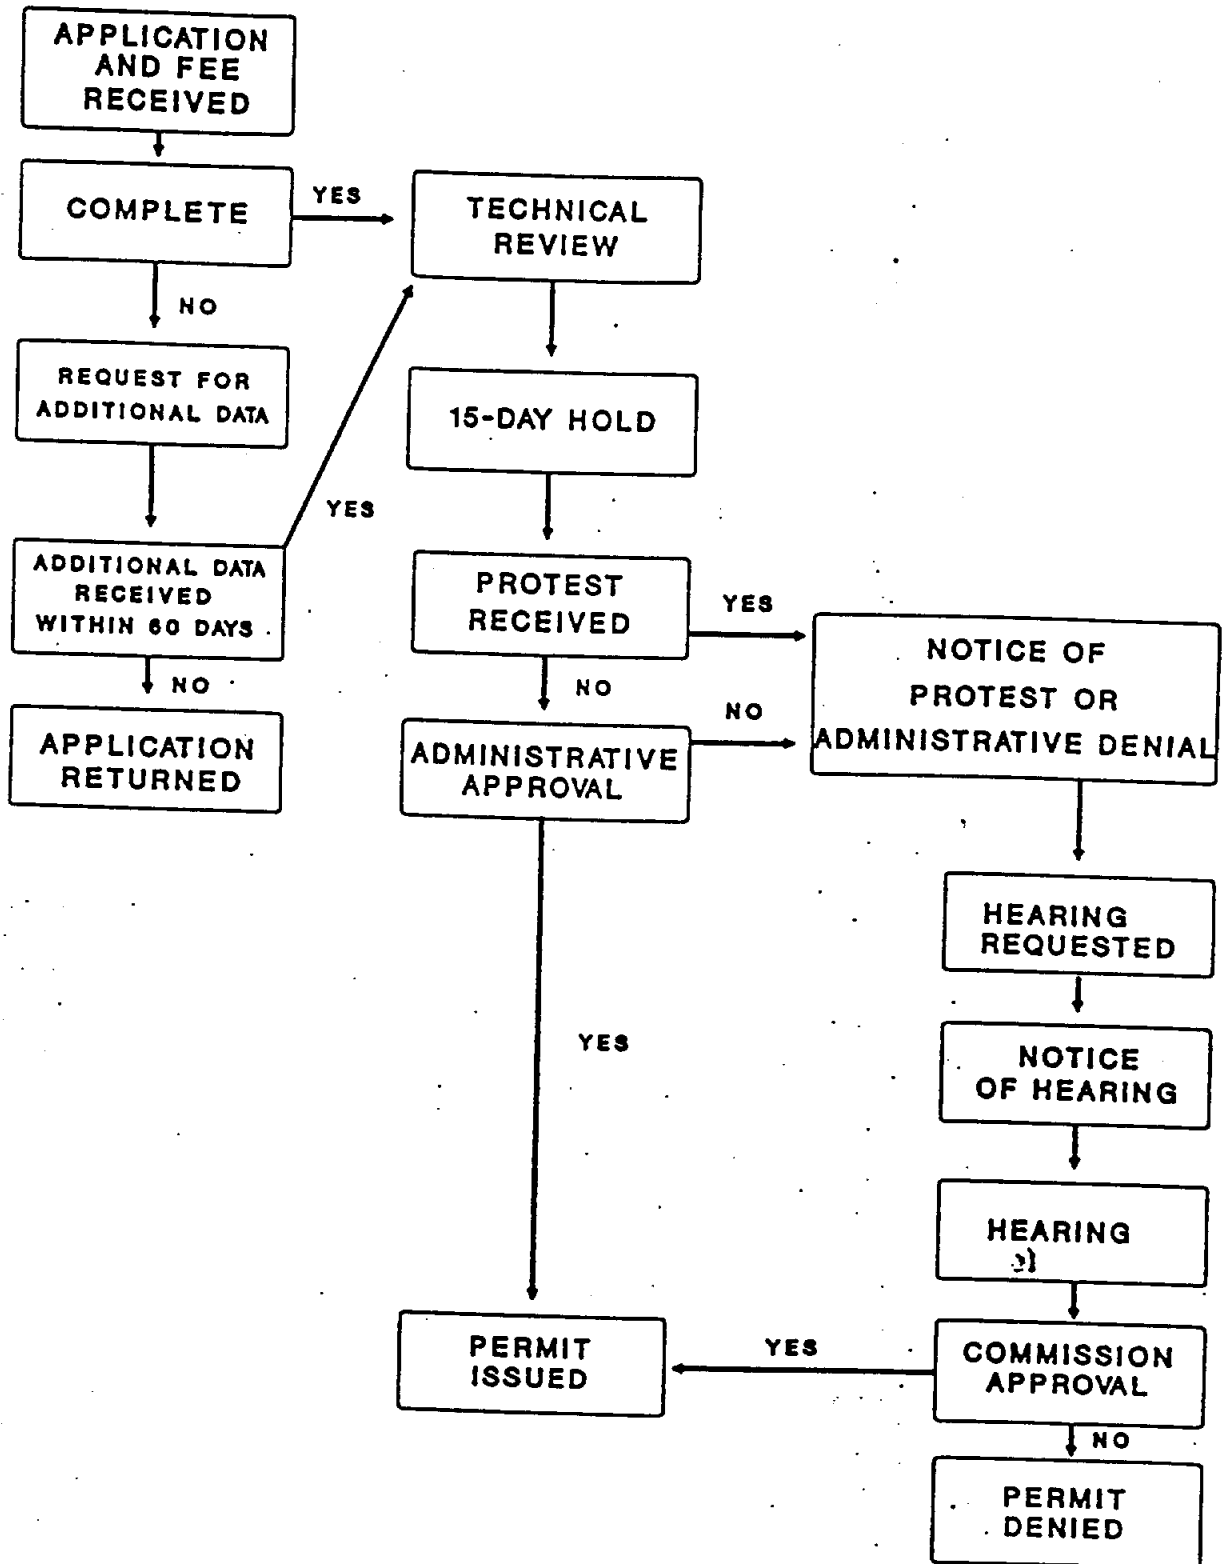 APPLICATION
AND FEE
RECEIVED
COMPLETE
YES
TECHNICAL
REVIEW
NO
REQUEST FOR
ADDITIONAL DATA
15-DAY HOLD
YES
ADDITIONAL DATA
RECEIVED
WITHIN 60 DAYS
PROTEST
RECEIVED
YES
NOTICE OF
PROTEST OR
ADMINISTRATIVE DENIAL
NO
NO
NO
APPLICATION
RETURNED
ADMINISTRATIVE
APPROVAL
HEARING
REQUESTED
YES
NOTICE
OF HEARING
HEARING
PERMIT
ISSUED
YES
COMMISSION
APPROVAL
NO
PERMIT
DENIED